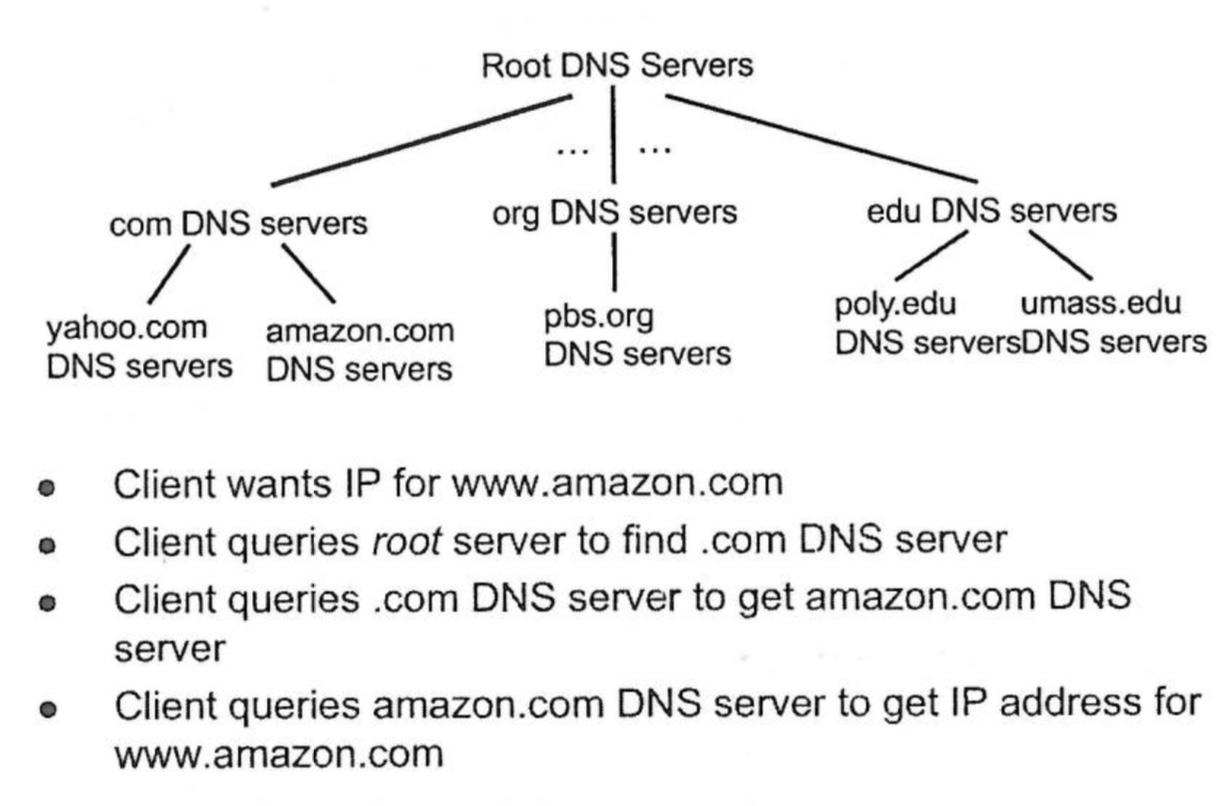 Root DNS Servers
... ...
com DNS servers org DNS servers edu DNS servers
yahoo.com amazon.com pbs.org poly.edu umass.edu
DNS servers DNS servers DNS servers DNS serversDNS servers
● Client wants IP for www.amazon.com
● Client queries root server to find .com DNS server
● Client queries .com DNS server to get amazon.com DNS
server
● Client queries amazon.com DNS server to get IP address for
www.amazon.com